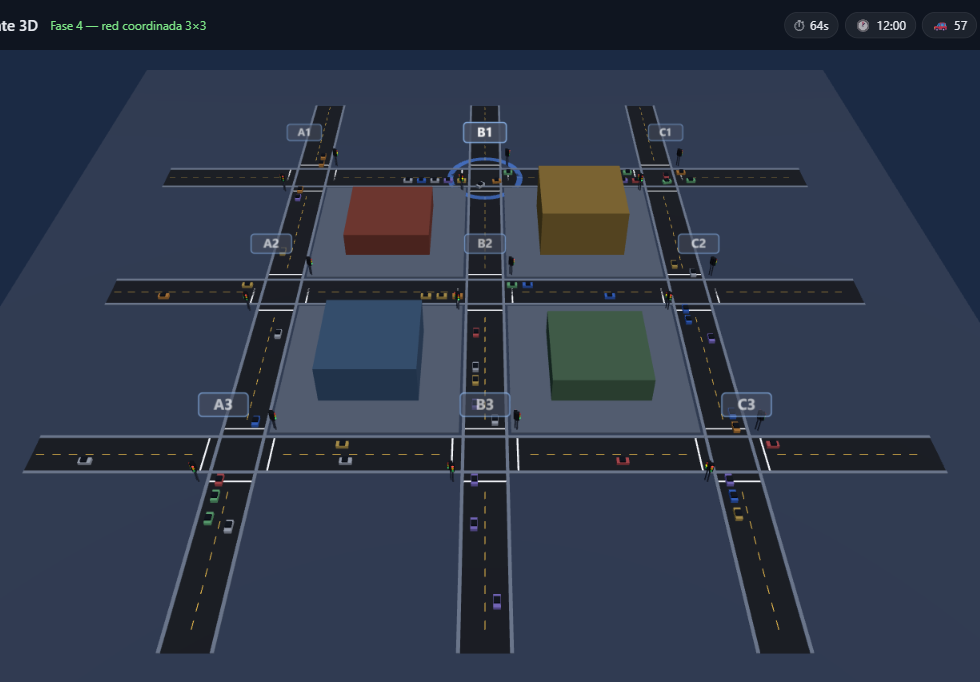 te 3D Fase 4 — red coordinada 3×3 64s 12:00 57
A1 B1 C1
A2 B2 C2
A3 B3 C3